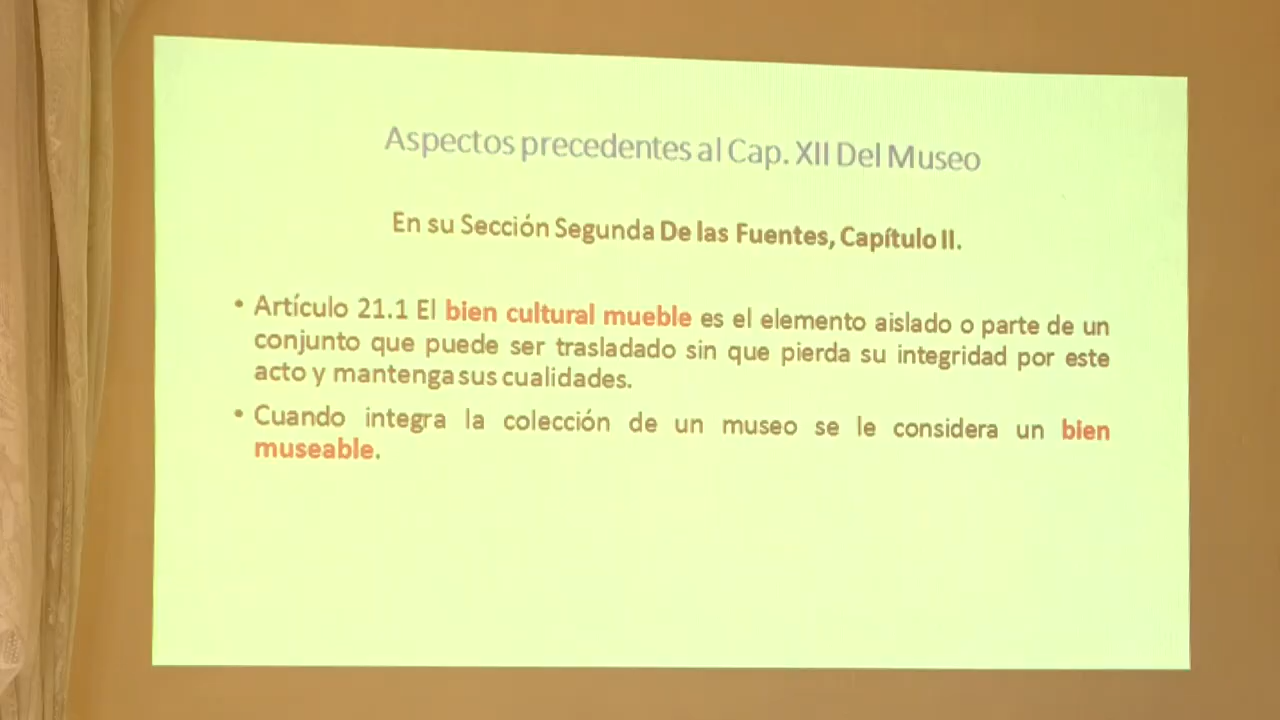 Aspectos precedentes al Cap. XII Del Museo
En su Sección Segunda De las Fuentes, Capítulo II.
• Artículo 21.1 El bien cultural mueble es el elemento aislado o parte de un
conjunto que puede ser trasladado sin que pierda su integridad por este
acto y mantenga sus cualidades.
• Cuando integra la colección de un museo se le considera un bien
museable.